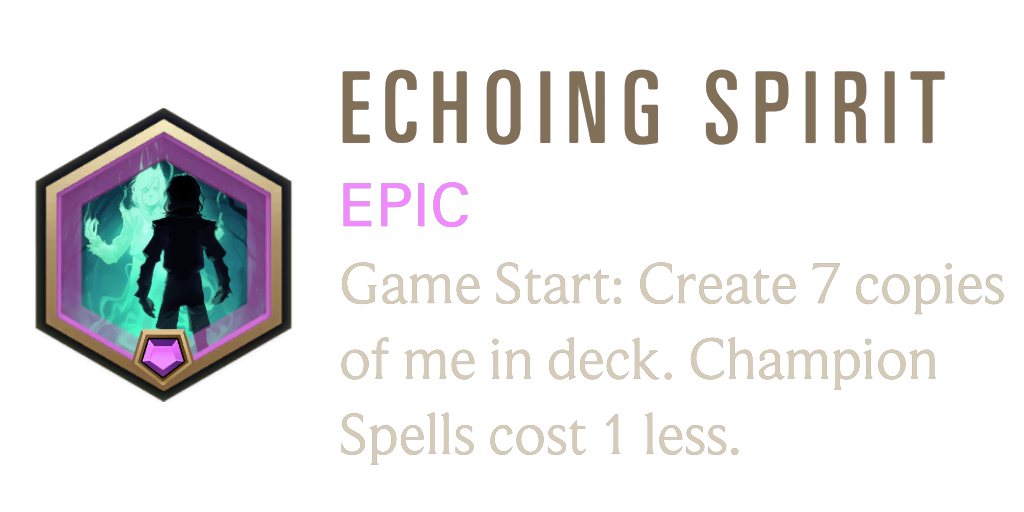 ECHOING SPIRIT
EPIC
Game Start: Create 7 copies
of me in deck. Champion
Spells cost 1 less.